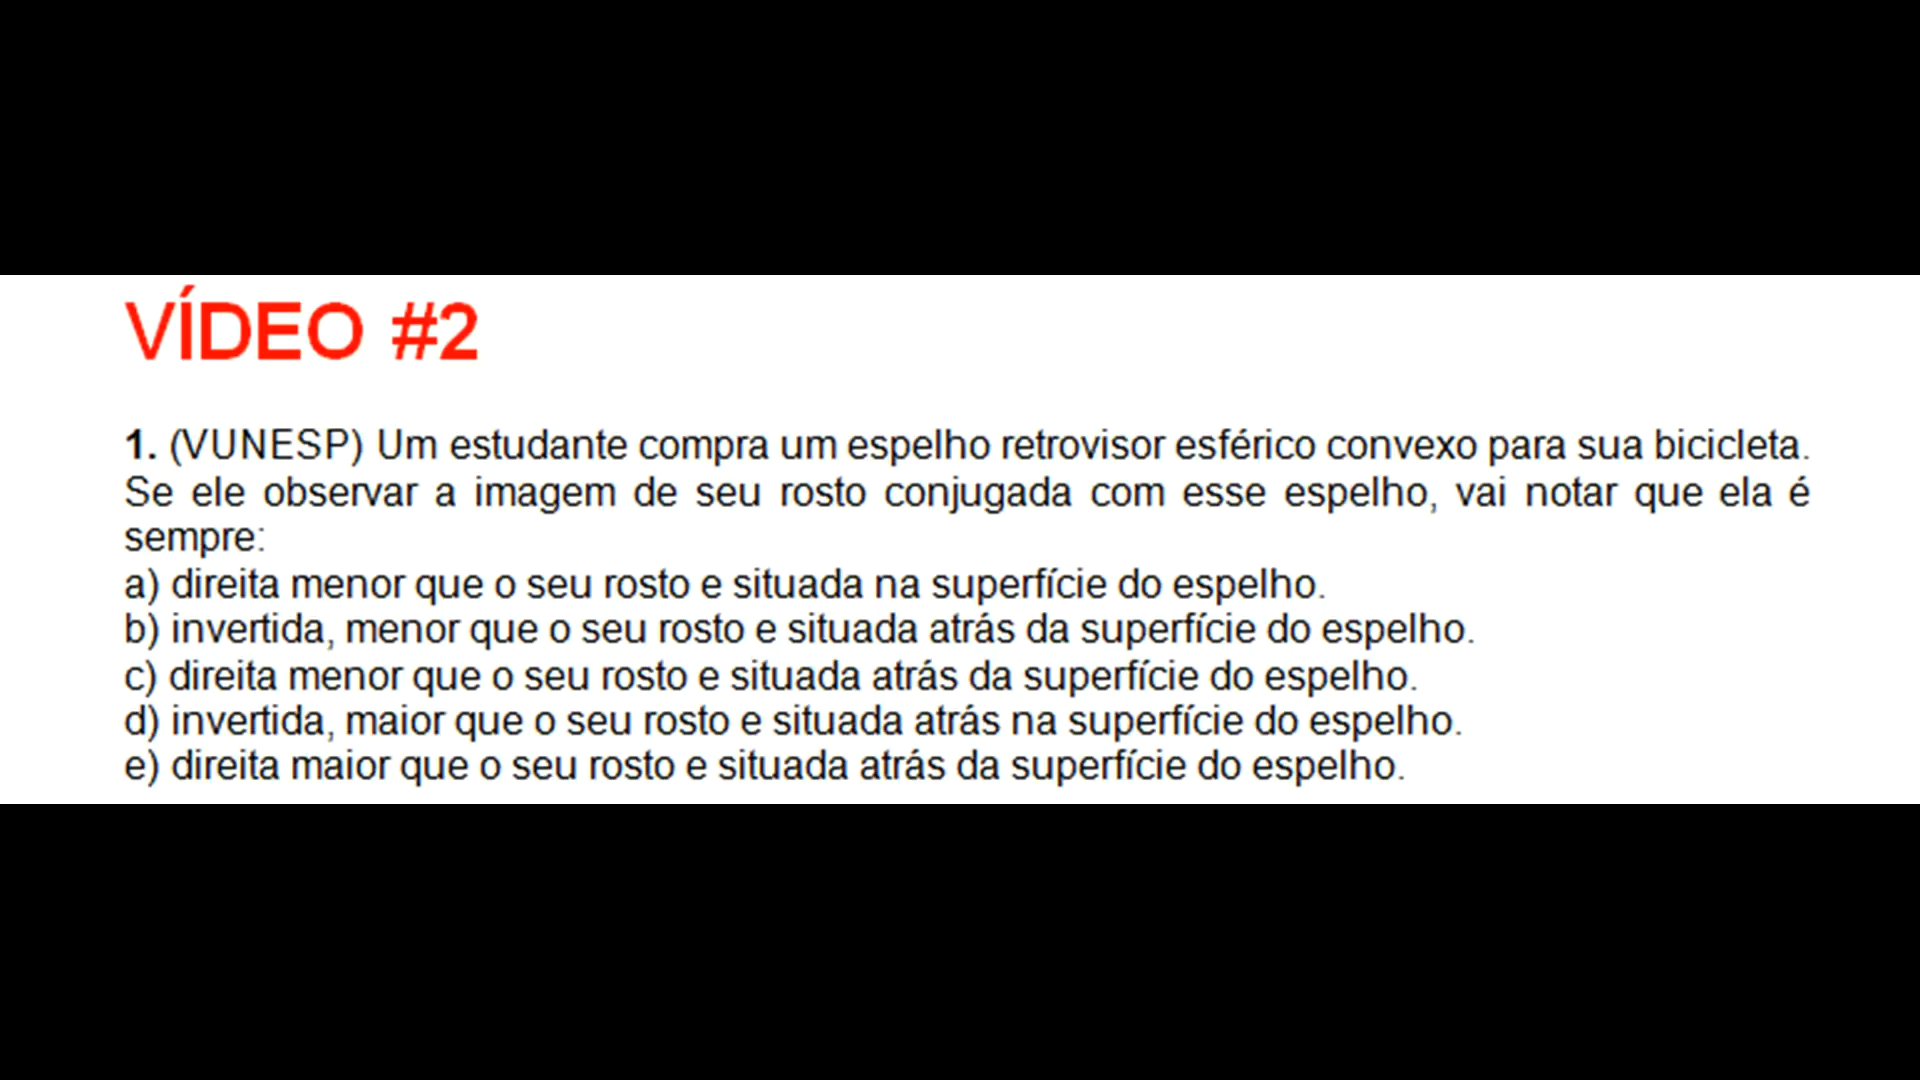 VÍDEO #2
1. (VUNESP) Um estudante compra um espelho retrovisor esférico convexo para sua bicicleta.
Se ele observar a imagem de seu rosto conjugada com esse espelho, vai notar que ela é
sempre:
a) direita menor que o seu rosto e situada na superfície do espelho.
b) invertida, menor que o seu rosto e situada atrás da superfície do espelho.
c) direita menor que o seu rosto e situada atrás da superfície do espelho.
d) invertida, maior que o seu rosto e situada atrás na superfície do espelho.
e) direita maior que o seu rosto e situada atrás da superfície do espelho.